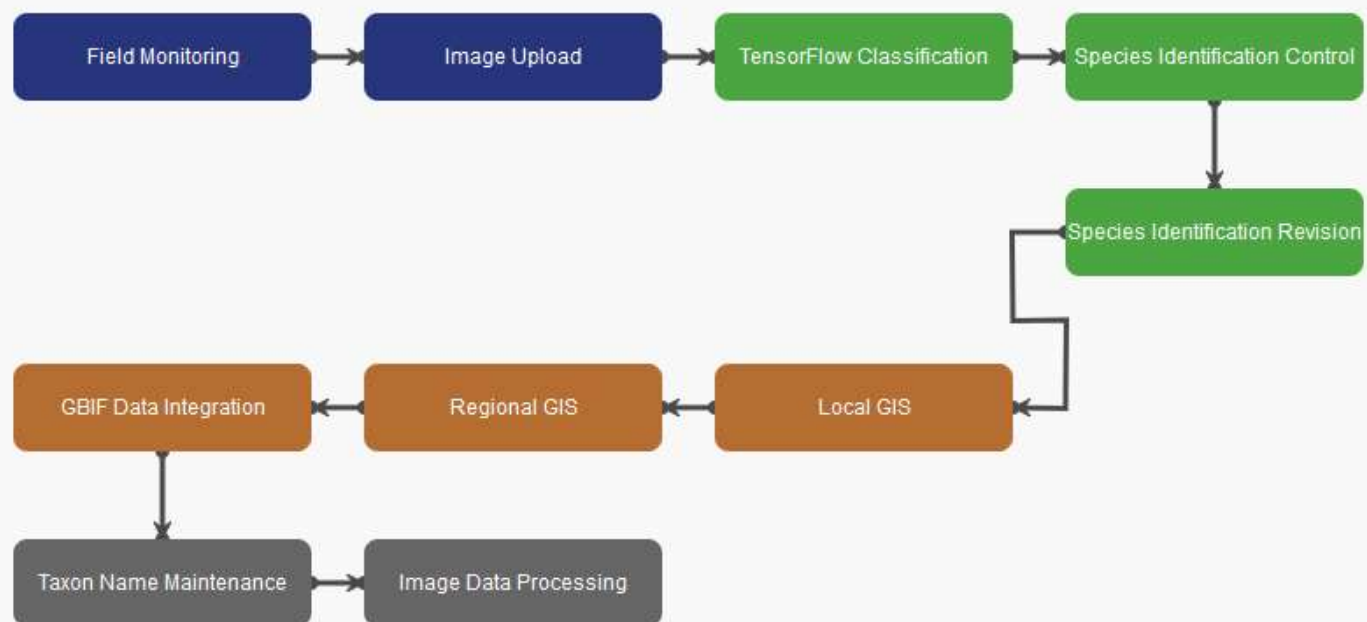 Field Monitoring
Image Upload
TensorFlow Classification
Species Identification Control
Species Identification Revision
GBIF Data Integration
Regional GIS
Local GIS
Taxon Name Maintenance
Image Data Processing